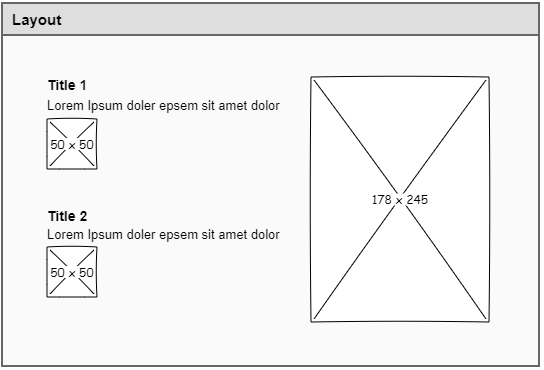 Layout
Title 1
Lorem Ipsum doler epsem sit amet dolor
50 x 50
Title 2
Lorem Ipsum doler epsem sit amet dolor
50 x 50
178 x 245